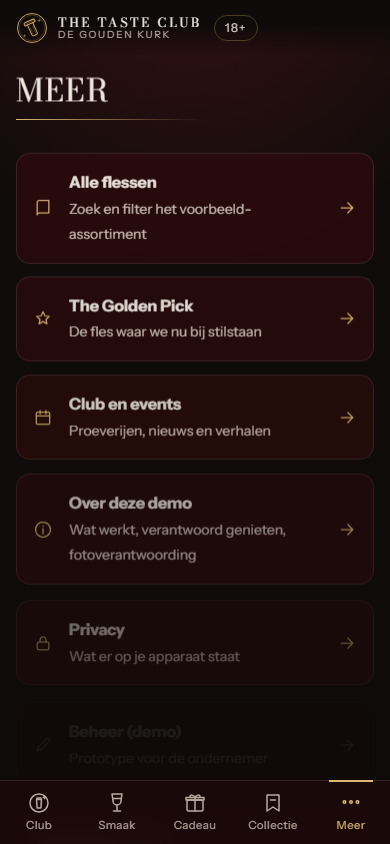 THE TASTE CLUB
DE GOUDEN KURK
18+
MEER
Alle flessen
Zoek en filter het voorbeeld-
assortiment
The Golden Pick
De fles waar we nu bij stilstaan
Club en events
Proeverijen, nieuws en verhalen
Over deze demo
Wat werkt, verantwoord genieten,
fotoverantwoording
Privacy
Wat er op je apparaat staat
Beheer (demo)
Prototype voor de ondernemer
Club
Smaak
Cadeau
Collectie
Meer